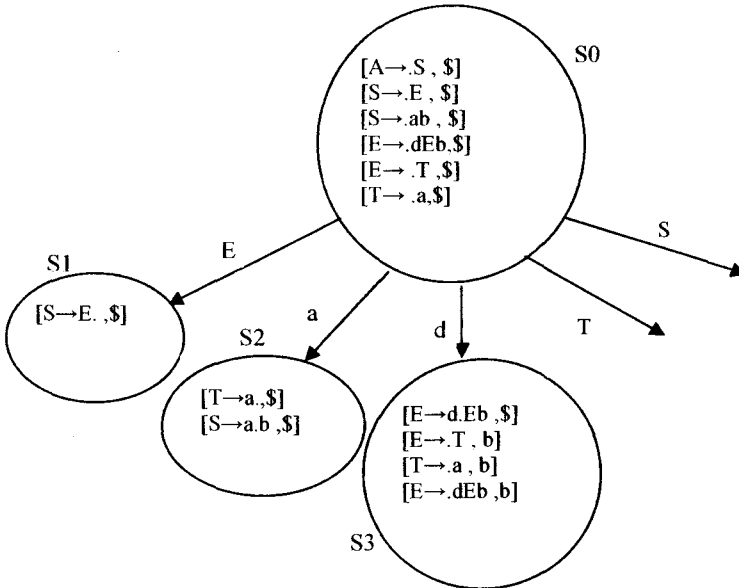 S0
[A→.S , $]
[S→.E , $]
[S→.ab , $]
[E→.dEb,$]
[E→ .T ,$]
[T→ .a,$]
E
a
d
T
S
S1
[S→E. ,$]
S2
[T→a.,$]
[S→a.b ,$]
[E→d.Eb ,$]
[E→.T , b]
[T→.a , b]
[E→.dEb ,b]
S3